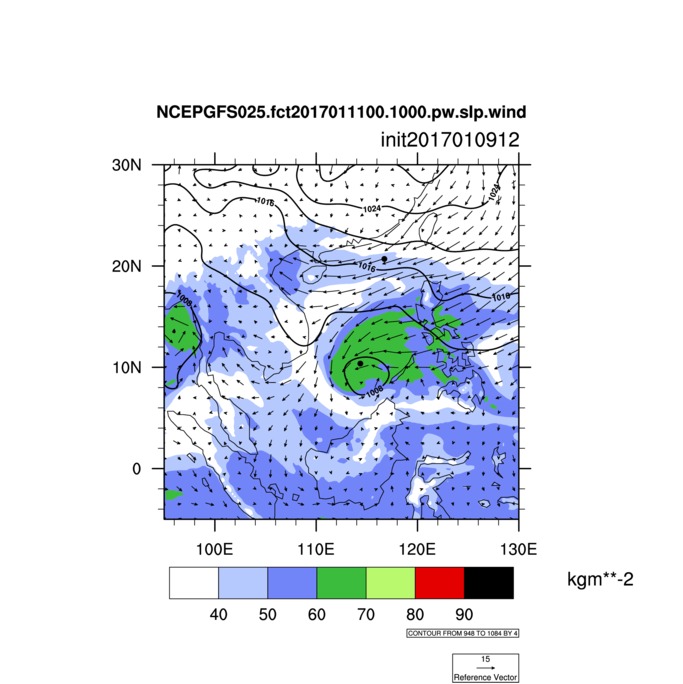 NCEPGFS025.fct2017011100.1000.pw.slp.wind
init2017010912
30N
1024
1016
1024
20N
1016
1016
1008
10N
1008
0
100E
110E
120E
130E
kgm**-2
40
50
60
70
80
90
CONTOUR FROM 948 TO 1084 BY 4
15
Reference Vector